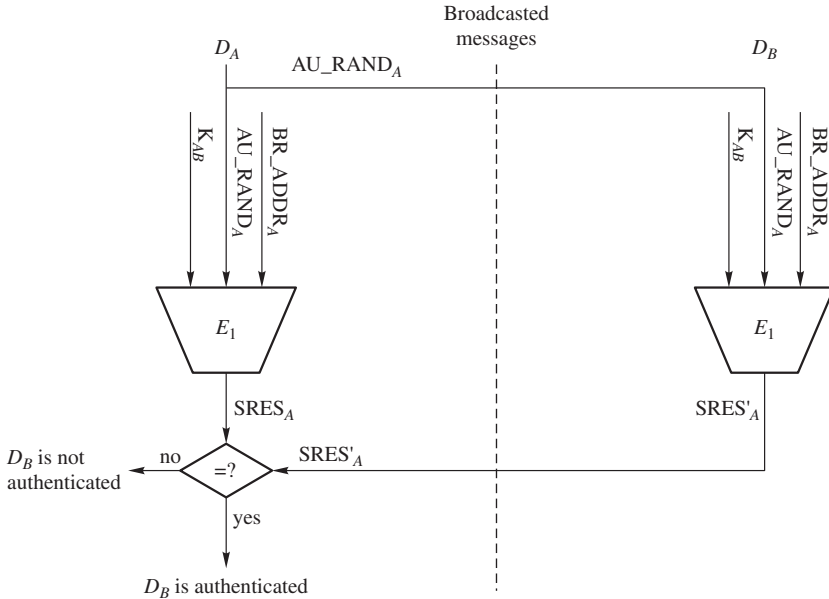 Broadcasted
messages
D_A
D_B
AU_RAND_A
K_AB
AU_RAND_A
BR_ADDR_A
K_AB
AU_RAND_A
BR_ADDR_A
E_1
E_1
SRES_A
SRES'_A
D_B is not
authenticated
no
=?
SRES'_A
yes
D_B is authenticated